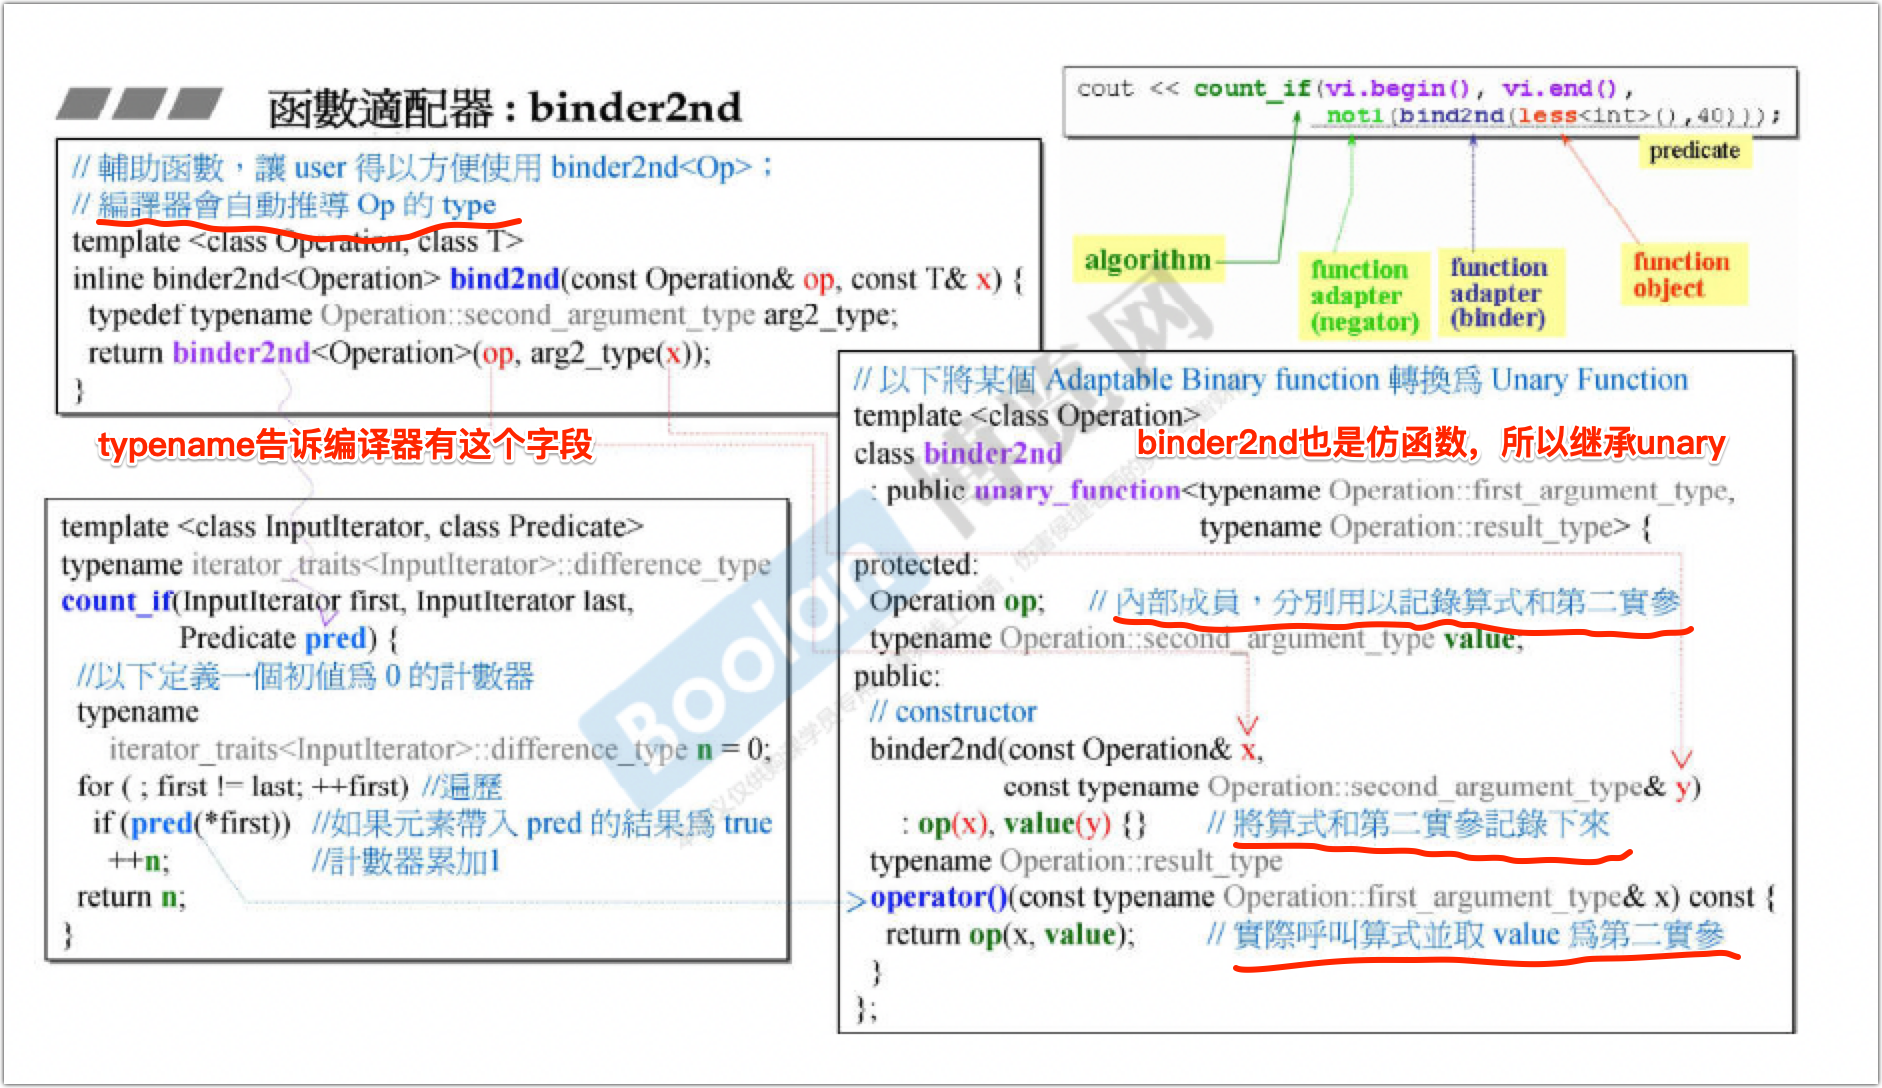 函數適配器 : binder2nd
cout << count_if(vi.begin(), vi.end(),
not1(bind2nd(less<int>(),40)));
predicate
algorithm
function
adapter
(negator)
function
adapter
(binder)
function
object
// 輔助函數，讓 user 得以方便使用 binder2nd<Op>；
// 編譯器會自動推導 Op 的 type
template <class Operation, class T>
inline binder2nd<Operation> bind2nd(const Operation& op, const T& x) {
typedef typename Operation::second_argument_type arg2_type;
return binder2nd<Operation>(op, arg2_type(x));
}
typename告诉编译器有这个字段
template <class InputIterator, class Predicate>
typename iterator_traits<InputIterator>::difference_type
count_if(InputIterator first, InputIterator last,
Predicate pred) {
//以下定義一個初值爲 0 的計數器
typename
iterator_traits<InputIterator>::difference_type n = 0;
for ( ; first != last; ++first) //遍歷
if (pred(*first)) //如果元素帶入 pred 的結果爲 true
++n; //計數器累加1
return n;
}
// 以下將某個 Adaptable Binary function 轉換爲 Unary Function
template <class Operation>
class binder2nd
binder2nd也是仿函数，所以继承unary
: public unary_function<typename Operation::first_argument_type,
typename Operation::result_type> {
protected:
Operation op; // 內部成員，分別用以記錄算式和第二實參
typename Operation::second_argument_type value;
public:
// constructor
binder2nd(const Operation& x,
const typename Operation::second_argument_type& y)
: op(x), value(y) {} // 將算式和第二實參記錄下來
typename Operation::result_type
operator()(const typename Operation::first_argument_type& x) const {
return op(x, value); // 實際呼叫算式並取 value 爲第二實參
}
};
Boolan
博览网